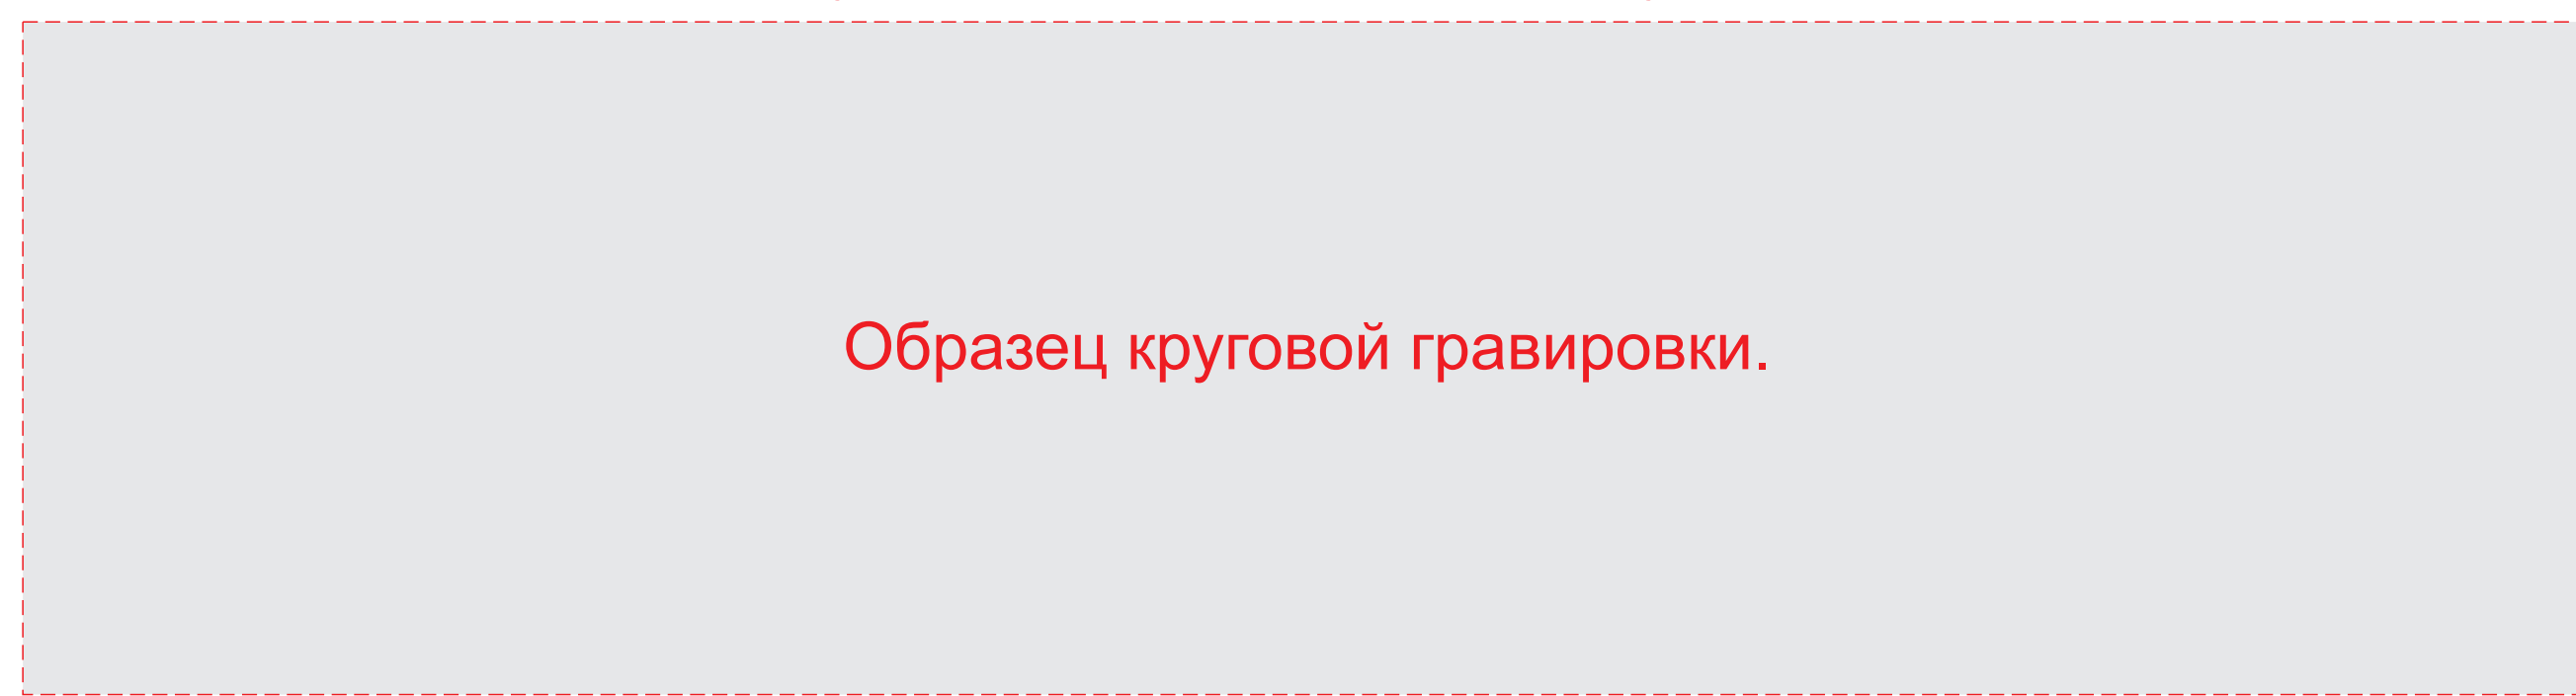 Образец круговой гравировки.